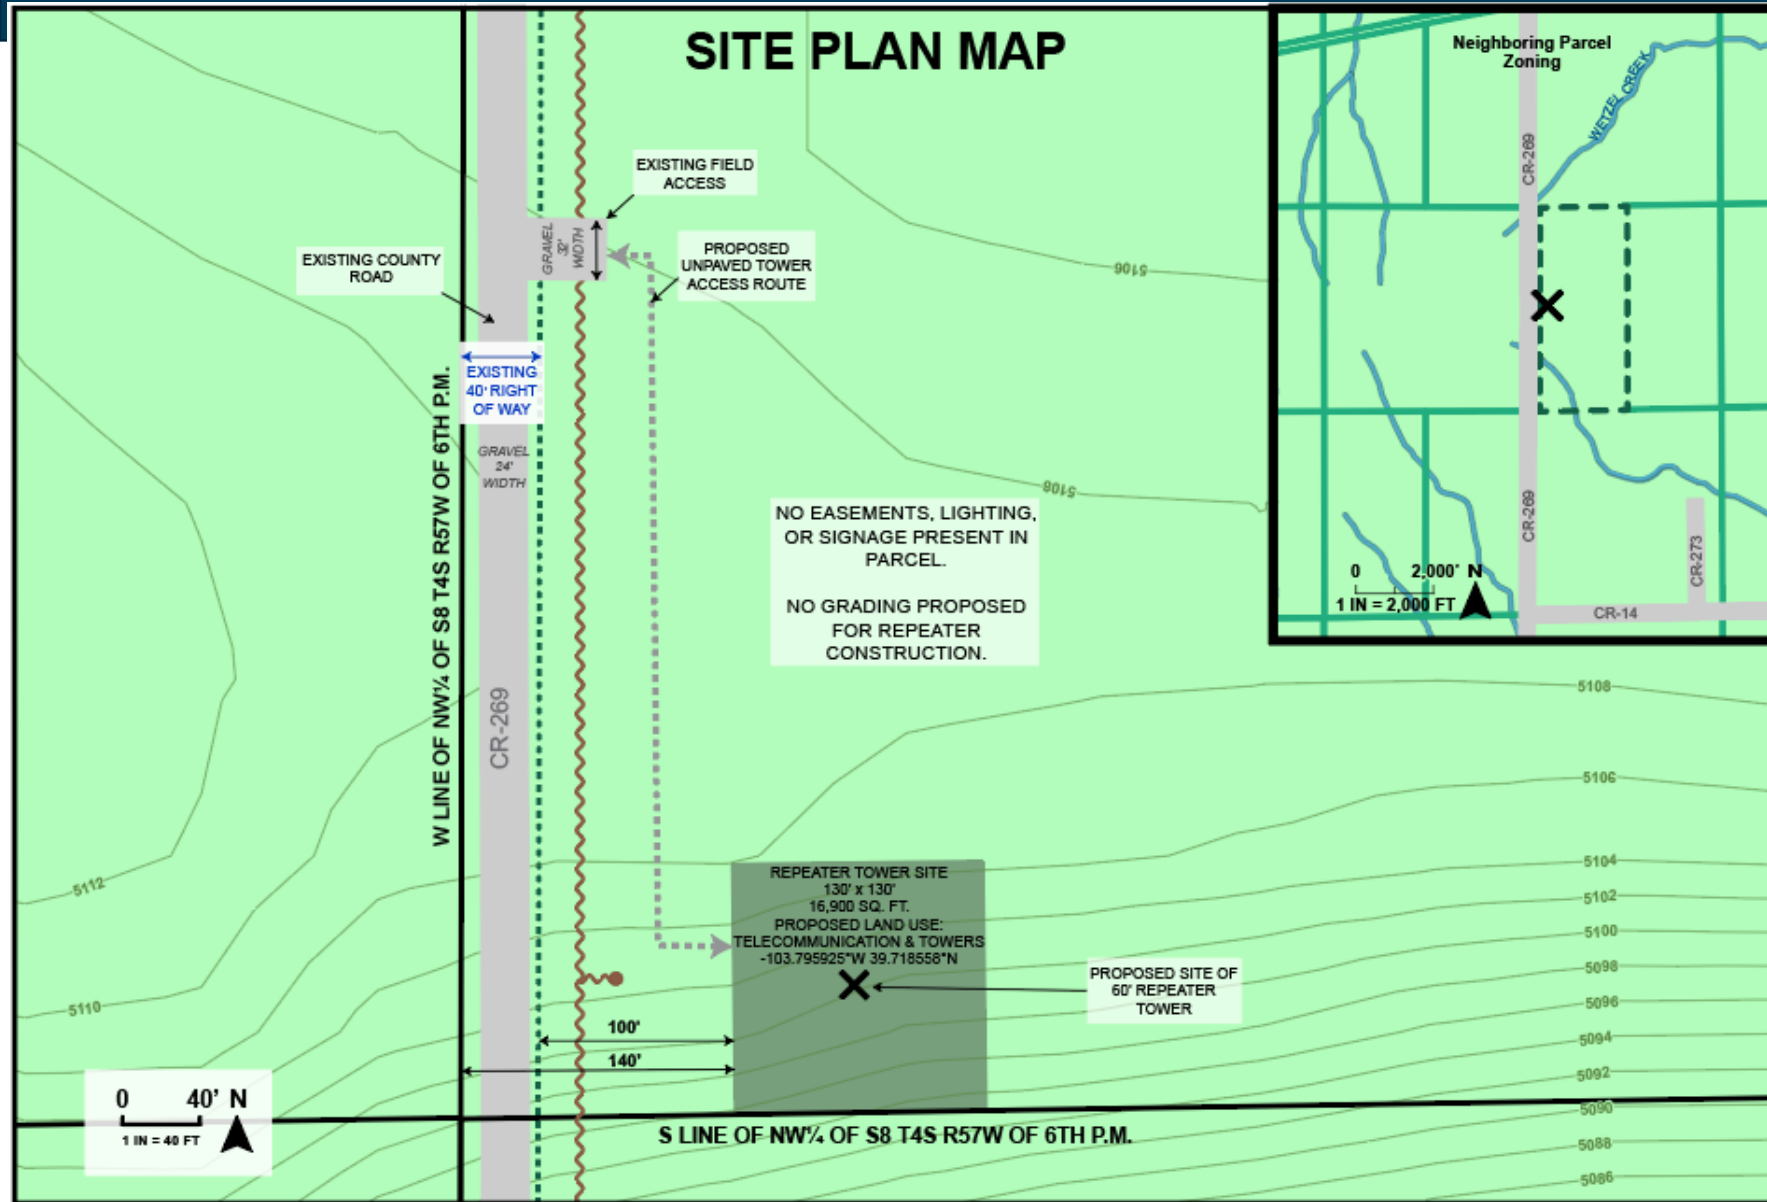 SITE PLAN MAP
Neighboring Parcel
Zoning
WETZEL CREEK
CR-269
EXISTING FIELD
ACCESS
GRAVEL
32'
WIDTH
PROPOSED
UNPAVED TOWER
ACCESS ROUTE
EXISTING COUNTY
ROAD
5106
EXISTING
40' RIGHT
OF WAY
W LINE OF NW¼ OF S8 T4S R57W OF 6TH P.M.
GRAVEL
24'
WIDTH
5108
NO EASEMENTS, LIGHTING,
OR SIGNAGE PRESENT IN
PARCEL.
NO GRADING PROPOSED
FOR REPEATER
CONSTRUCTION.
CR-269
CR-273
0 2,000' N
1 IN = 2,000 FT
CR-14
CR-269
5108
5106
5104
5102
5100
5098
5096
5094
5092
5090
5088
5086
5112
5110
REPEATER TOWER SITE
130' x 130'
16,900 SQ. FT.
PROPOSED LAND USE:
TELECOMMUNICATION & TOWERS
-103.795925°W 39.718558°N
PROPOSED SITE OF
60' REPEATER
TOWER
100'
140'
0 40' N
1 IN = 40 FT
S LINE OF NW¼ OF S8 T4S R57W OF 6TH P.M.